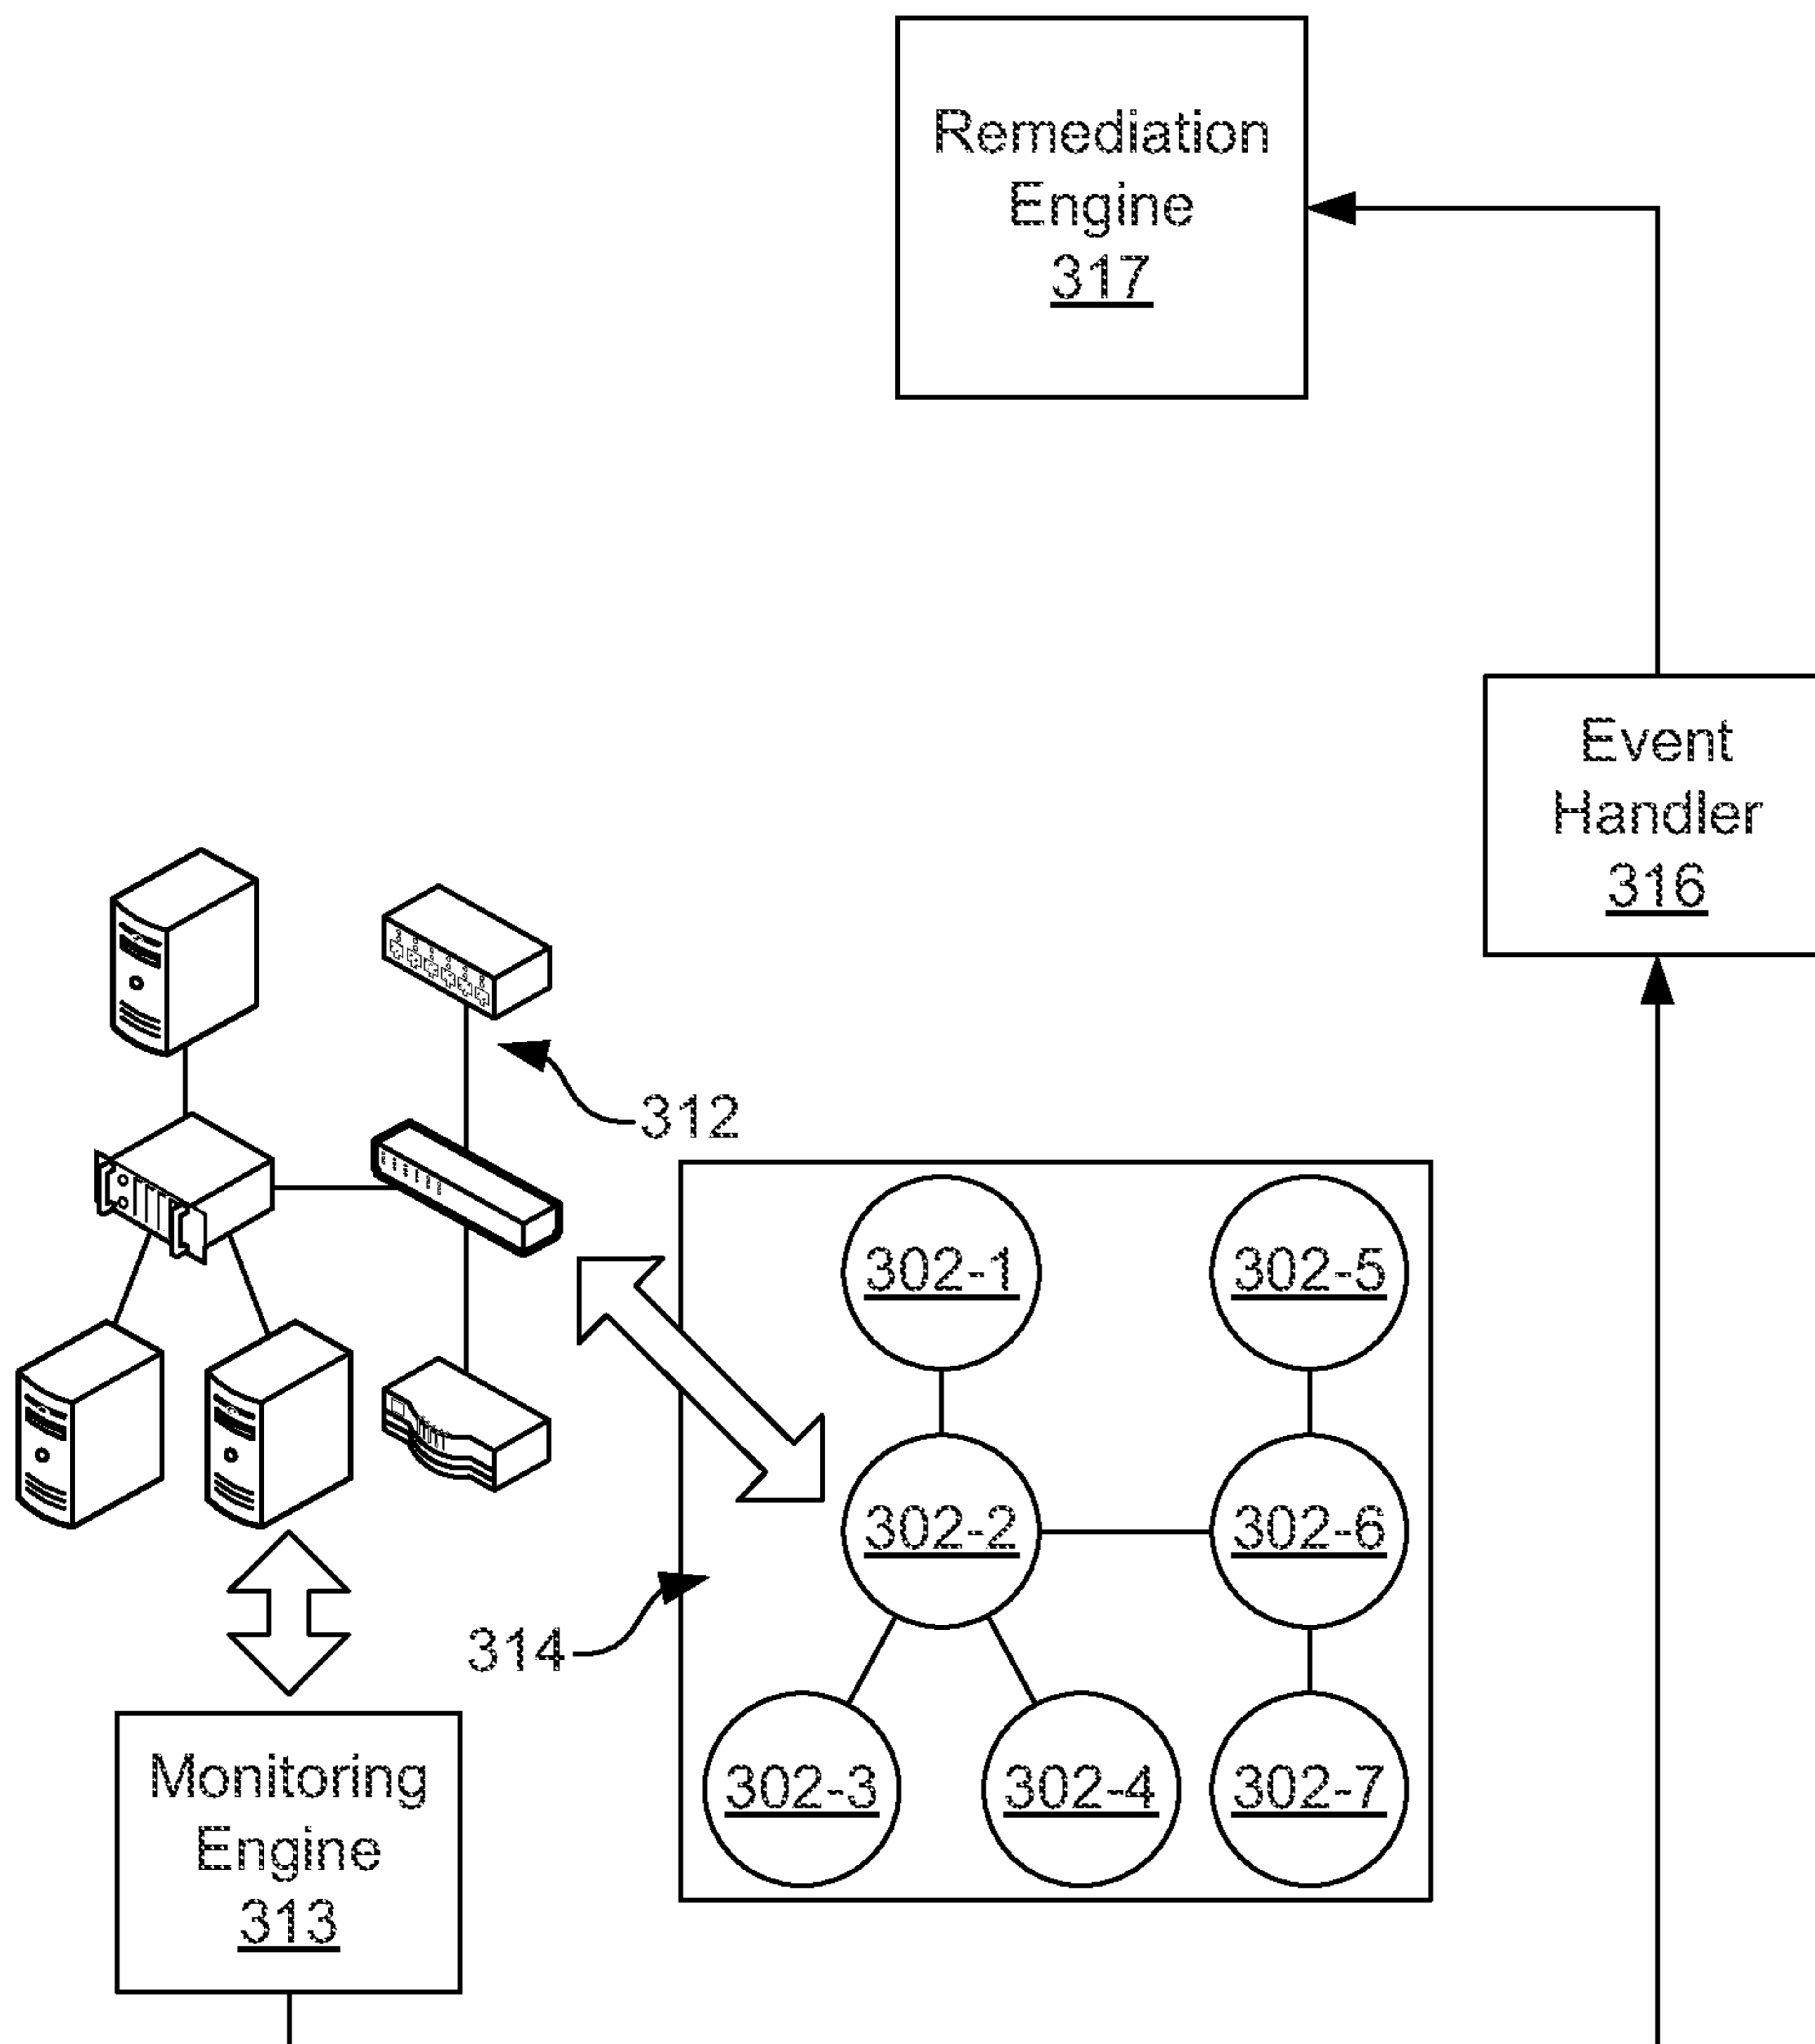 Remediation
Engine
317
Event
Handler
316
312
302-1
302-5
302-2
302-6
314
302-3
302-4
302-7
Monitoring
Engine
313